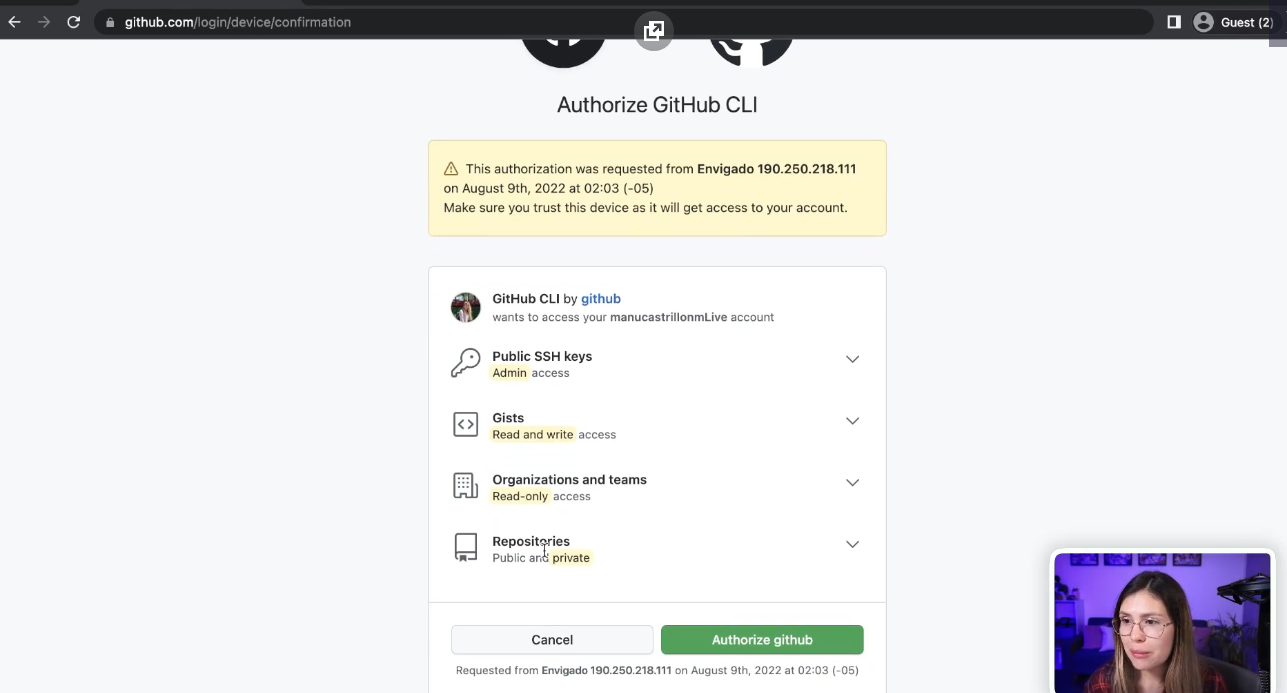 github.com/login/device/confirmation
Guest (2)
Authorize GitHub CLI
This authorization was requested from Envigado 190.250.218.111
on August 9th, 2022 at 02:03 (-05)
Make sure you trust this device as it will get access to your account.
GitHub CLI by github
wants to access your manucastrillonmLive account
Public SSH keys
Admin access
Gists
Read and write access
Organizations and teams
Read-only access
Repositories
Public and private
Cancel
Authorize github
Requested from Envigado 190.250.218.111 on August 9th, 2022 at 02:03 (-05)